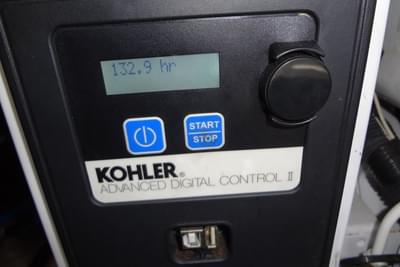 132.9 hr
START
STOP
KOHLER®
ADVANCED DIGITAL CONTROL II